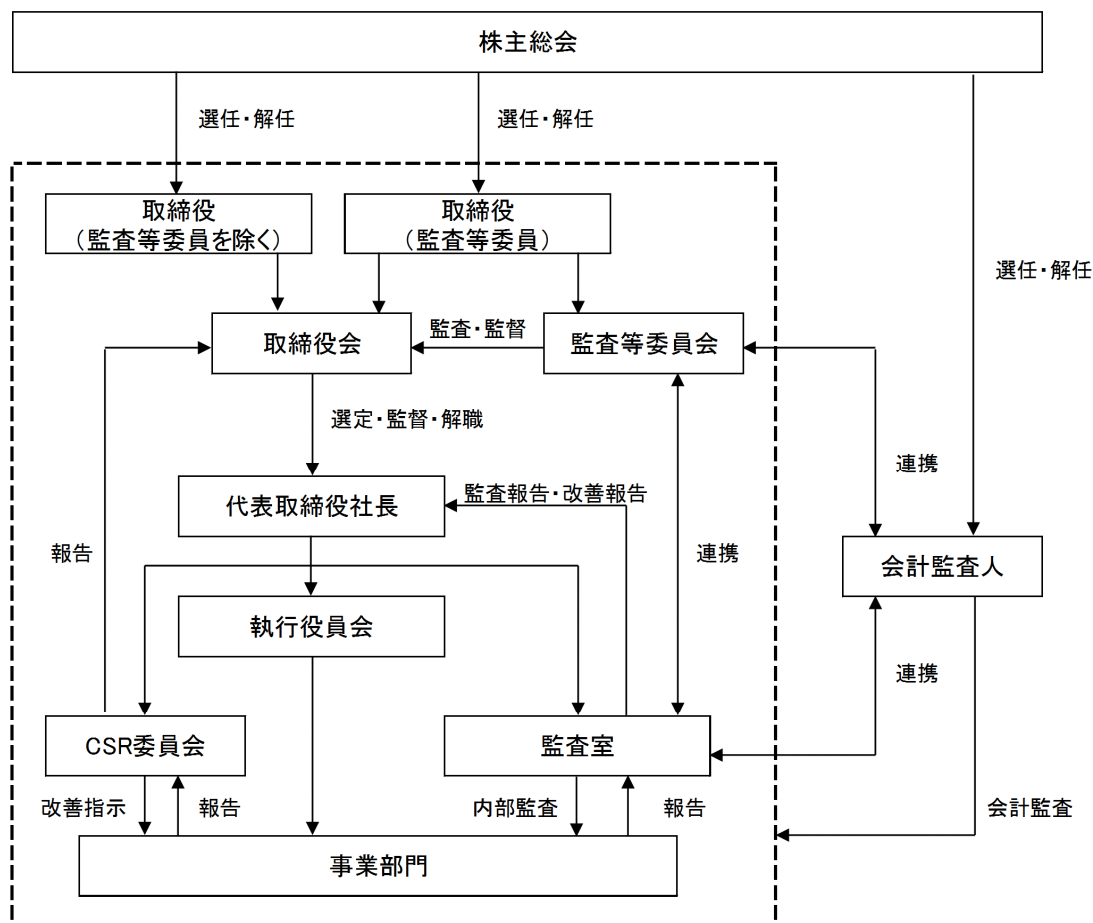 株主総会
選任・解任
選任・解任
取締役
（監査等委員を除く）
取締役
（監査等委員）
選任・解任
取締役会
監査・監督
監査等委員会
選定・監督・解職
連携
代表取締役社長
監査報告・改善報告
報告
連携
会計監査人
執行役員会
連携
CSR委員会
監査室
改善指示
報告
内部監査
報告
会計監査
事業部門